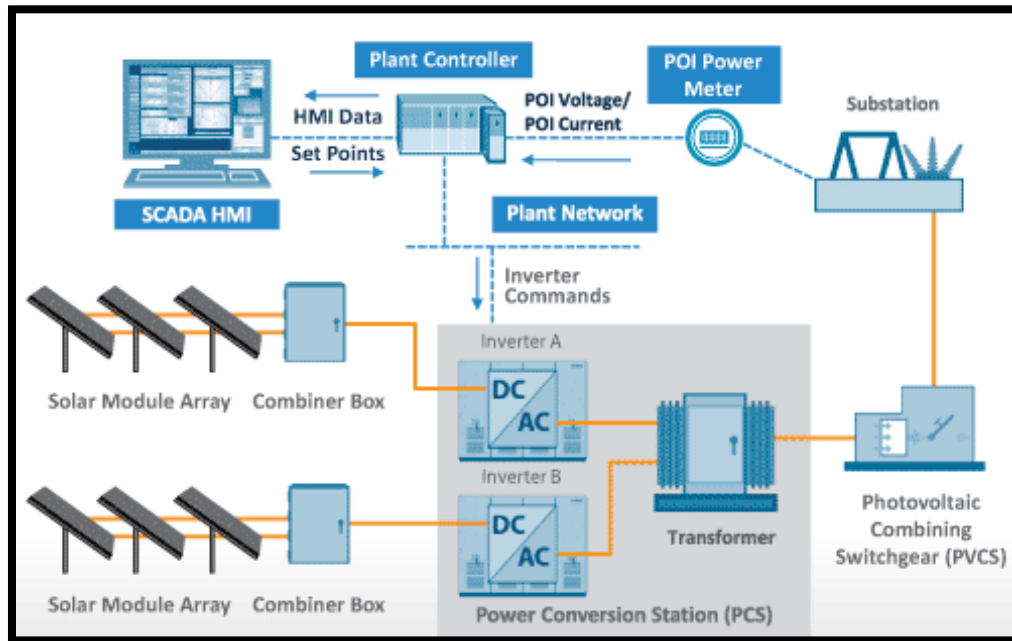 Plant Controller
POI Power
Meter
Substation
HMI Data
Set Points
POI Voltage/
POI Current
SCADA HMI
Plant Network
Inverter
Commands
Inverter A
DC
AC
Solar Module Array
Combiner Box
Inverter B
DC
AC
Transformer
Photovoltaic
Combining
Switchgear (PVCS)
Solar Module Array
Combiner Box
Power Conversion Station (PCS)